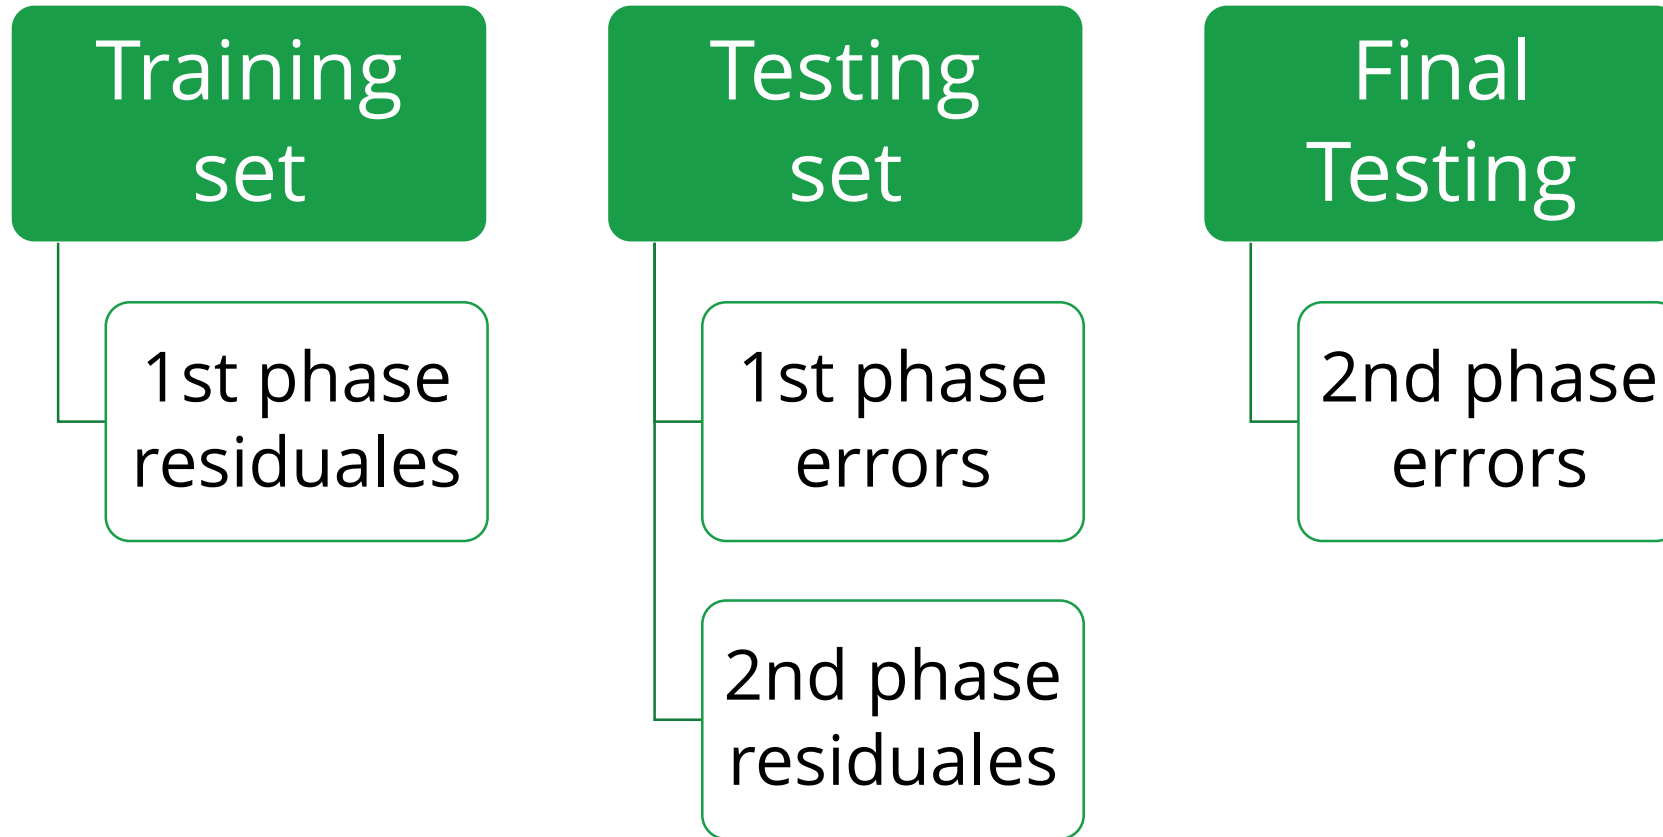 Training
set
1st phase
residuales
Testing
set
1st phase
errors
2nd phase
residuales
Final
Testing
2nd phase
errors